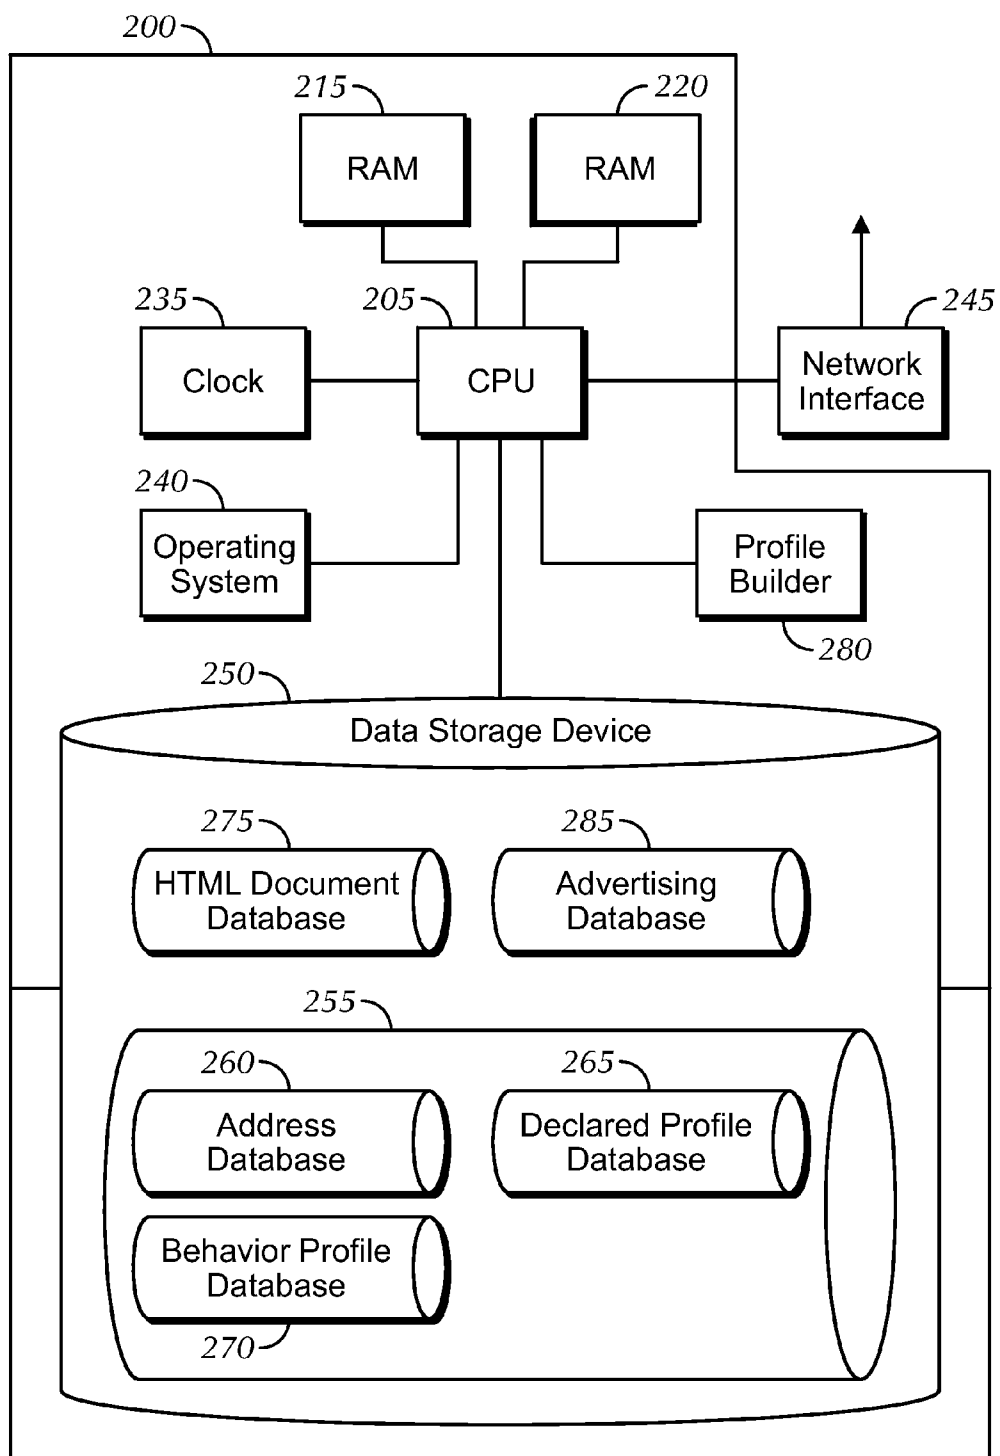 200
215
220
RAM
RAM
235
205
245
Clock
CPU
Network
Interface
240
Operating
System
Profile
Builder
280
250
Data Storage Device
275
285
HTML Document
Database
Advertising
Database
255
260
265
Address
Database
Declared Profile
Database
Behavior Profile
Database
270